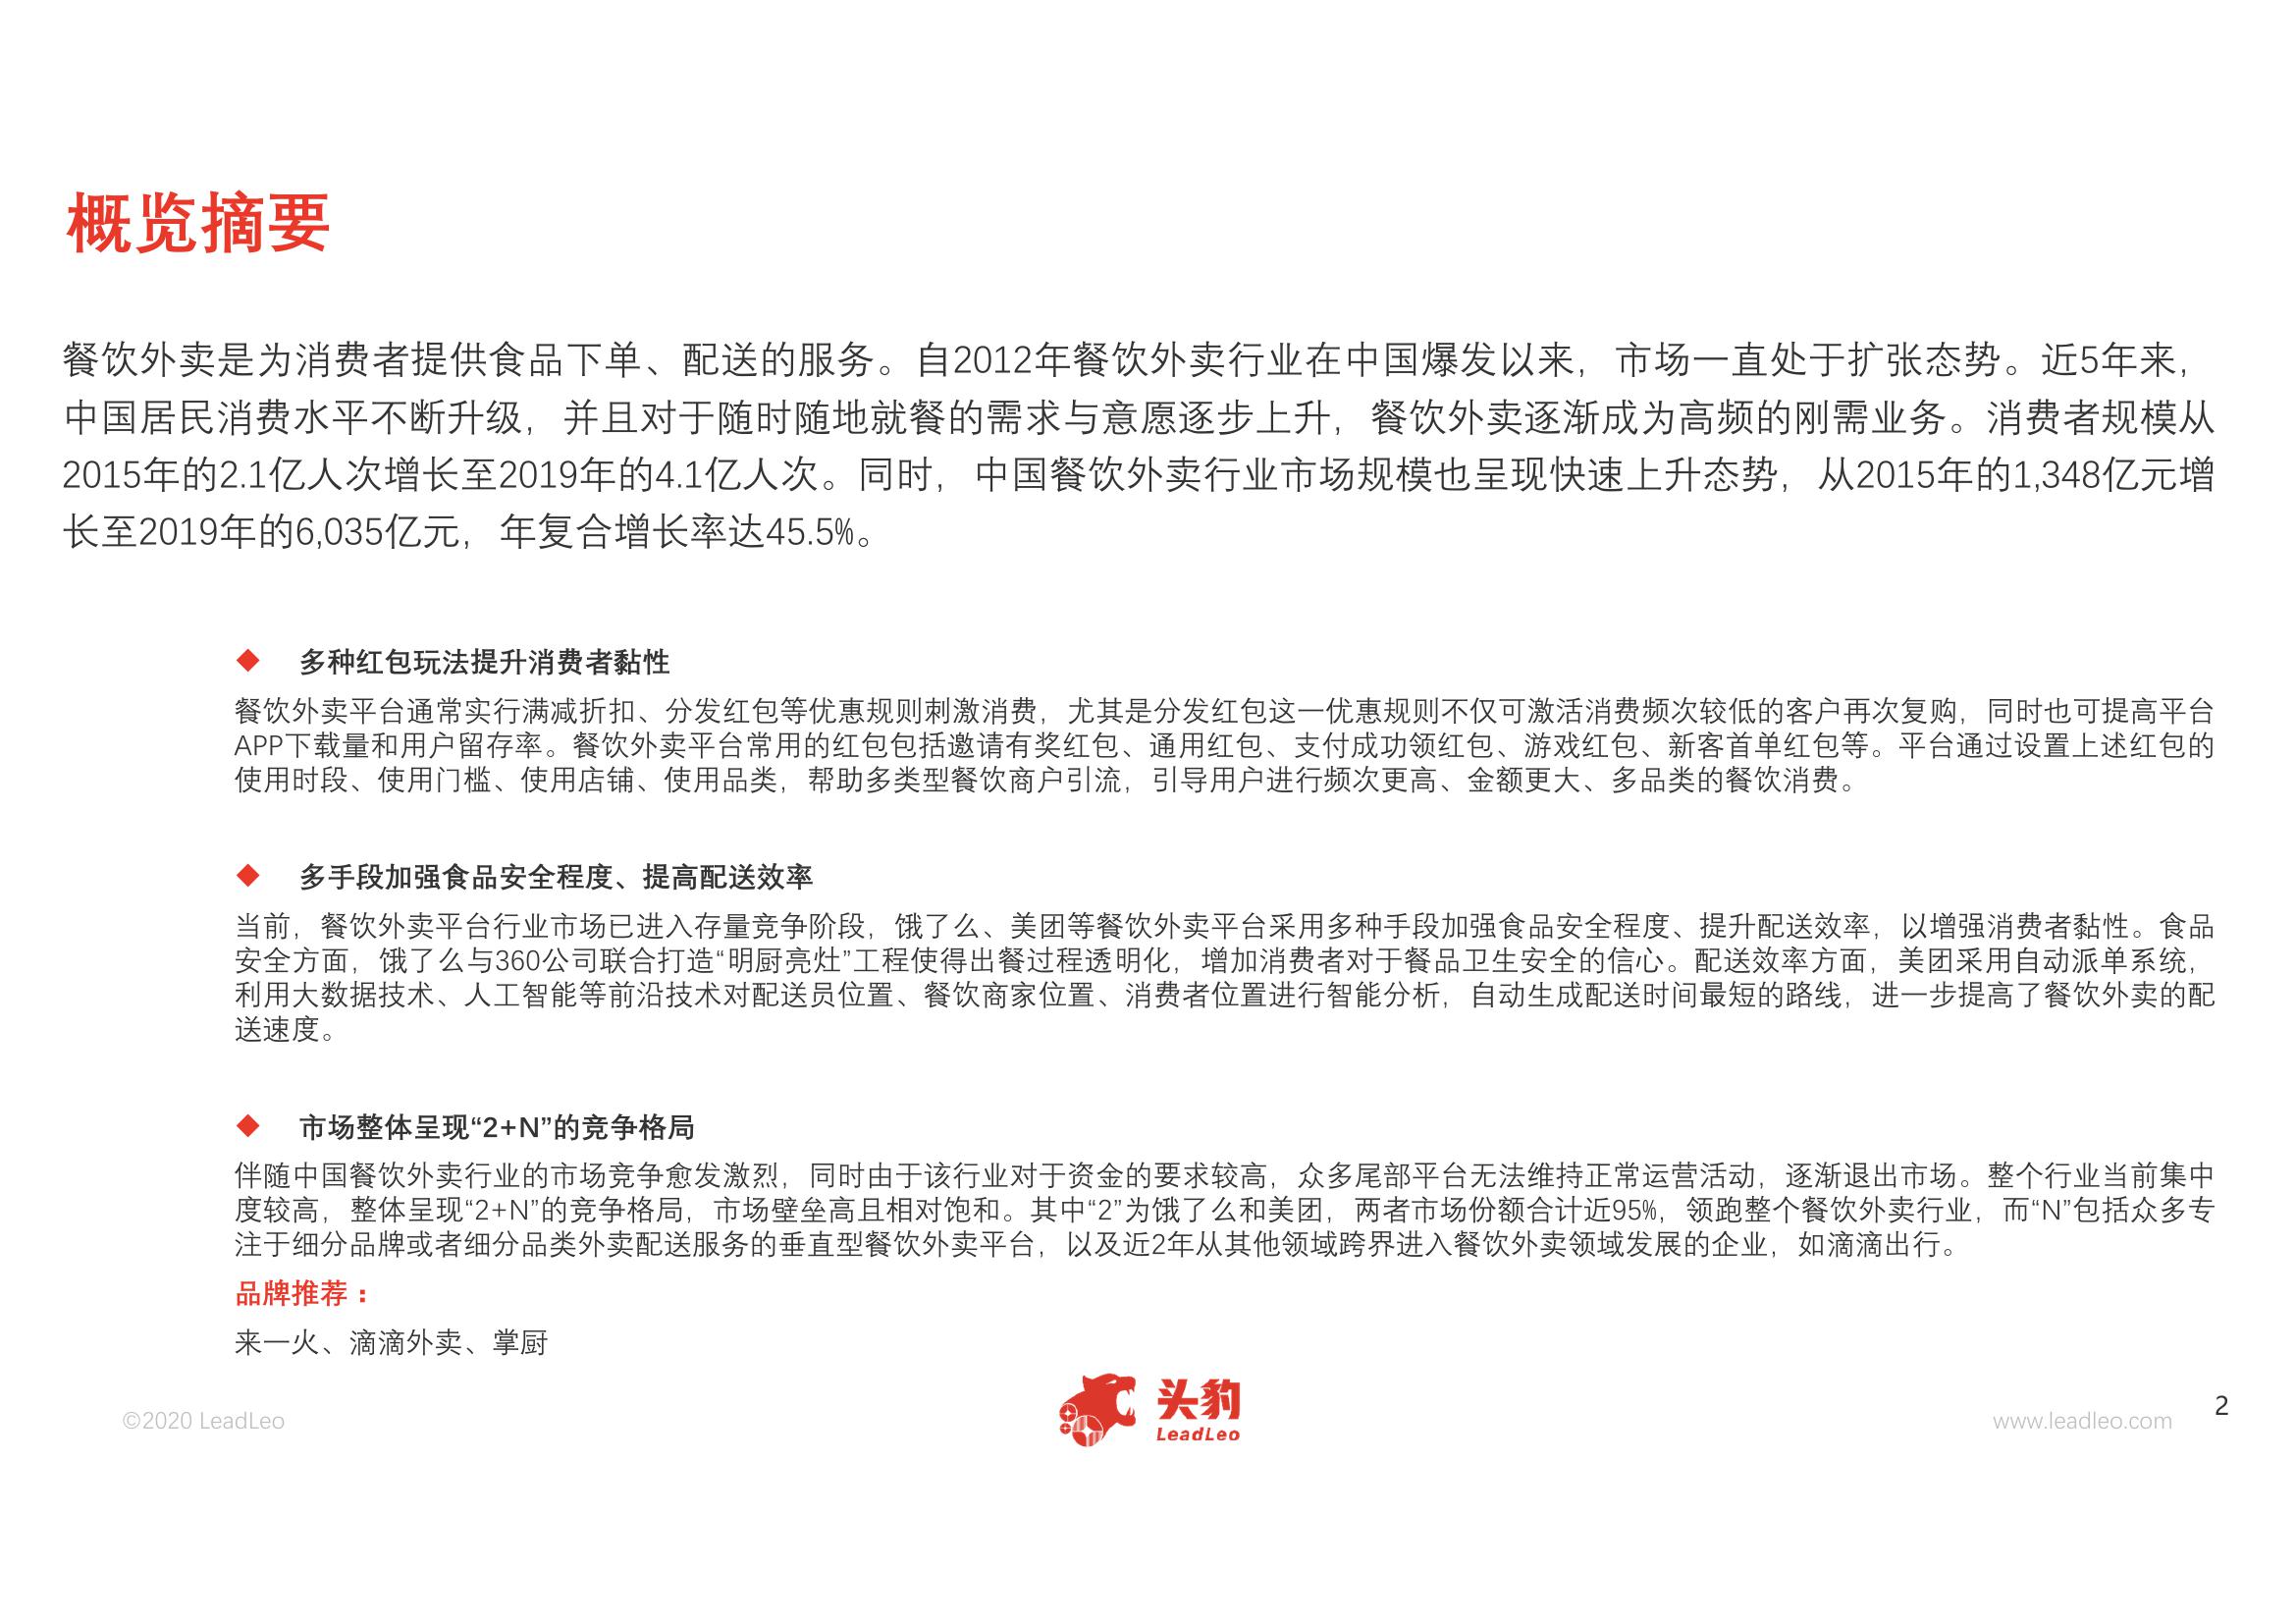 概览摘要
餐饮外卖是为消费者提供食品下单、配送的服务。自2012年餐饮外卖行业在中国爆发以来，市场一直处于扩张态势。近5年来，
中国居民消费水平不断升级，并且对于随时随地就餐的需求与意愿逐步上升，餐饮外卖逐渐成为高频的刚需业务。消费者规模从
2015年的2.1亿人次增长至2019年的4.1亿人次。同时，中国餐饮外卖行业市场规模也呈现快速上升态势，从2015年的1,348亿元增
长至2019年的6,035亿元，年复合增长率达45.5%。
◆ 多种红包玩法提升消费者黏性
餐饮外卖平台通常实行满减折扣、分发红包等优惠规则刺激消费，尤其是分发红包这一优惠规则不仅可激活消费频次较低的客户再次复购，同时也可提高平台
APP下载量和用户留存率。餐饮外卖平台常用的红包包括邀请有奖红包、通用红包、支付成功领红包、游戏红包、新客首单红包等。平台通过设置上述红包的
使用时段、使用门槛、使用店铺、使用品类，帮助多类型餐饮商户引流，引导用户进行频次更高、金额更大、多品类的餐饮消费。
◆ 多手段加强食品安全程度、提高配送效率
当前，餐饮外卖平台行业市场已进入存量竞争阶段，饿了么、美团等餐饮外卖平台采用多种手段加强食品安全程度、提升配送效率，以增强消费者黏性。食品
安全方面，饿了么与360公司联合打造“明厨亮灶”工程使得出餐过程透明化，增加消费者对于餐品卫生安全的信心。配送效率方面，美团采用自动派单系统，
利用大数据技术、人工智能等前沿技术对配送员位置、餐饮商家位置、消费者位置进行智能分析，自动生成配送时间最短的路线，进一步提高了餐饮外卖的配
送速度。
◆ 市场整体呈现“2+N”的竞争格局
伴随中国餐饮外卖行业的市场竞争愈发激烈，同时由于该行业对于资金的要求较高，众多尾部平台无法维持正常运营活动，逐渐退出市场。整个行业当前集中
度较高，整体呈现“2+N”的竞争格局，市场壁垒高且相对饱和。其中“2”为饿了么和美团，两者市场份额合计近95%，领跑整个餐饮外卖行业，而“N”包括众多专
注于细分品牌或者细分品类外卖配送服务的垂直型餐饮外卖平台，以及近2年从其他领域跨界进入餐饮外卖领域发展的企业，如滴滴出行。
品牌推荐：
来一火、滴滴外卖、掌厨
©2020 LeadLeo
头豹
LeadLeo
www.leadleo.com
2